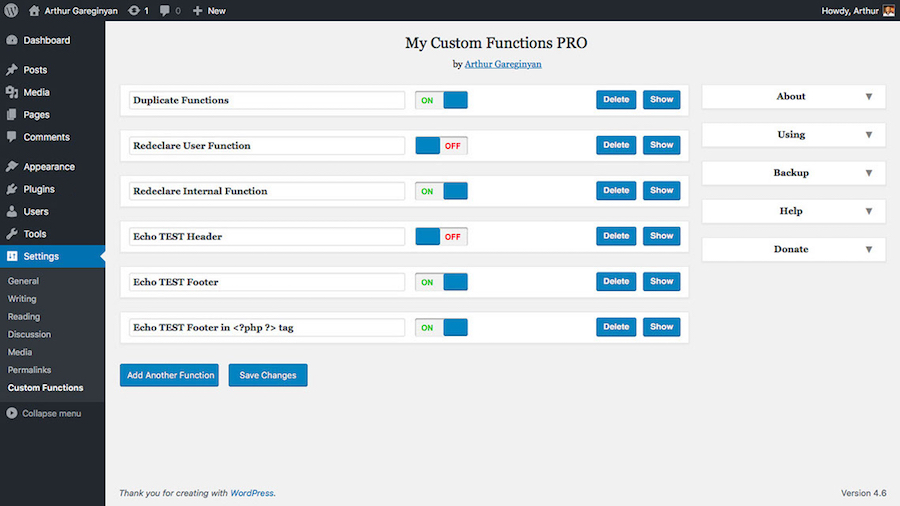 Arthur Gareginyan 1 0 New Howdy, Arthur
Dashboard
Posts
Media
Pages
Comments
Appearance
Plugins
Users
Tools
Settings
General
Writing
Reading
Discussion
Media
Permalinks
Custom Functions
Collapse menu
My Custom Functions PRO
by Arthur Gareginyan
Duplicate Functions ON Delete Show
Redeclare User Function OFF Delete Show
Redeclare Internal Function ON Delete Show
Echo TEST Header OFF Delete Show
Echo TEST Footer ON Delete Show
Echo TEST Footer in <?php ?> tag ON Delete Show
Add Another Function Save Changes
About
Using
Backup
Help
Donate
Thank you for creating with WordPress. Version 4.6